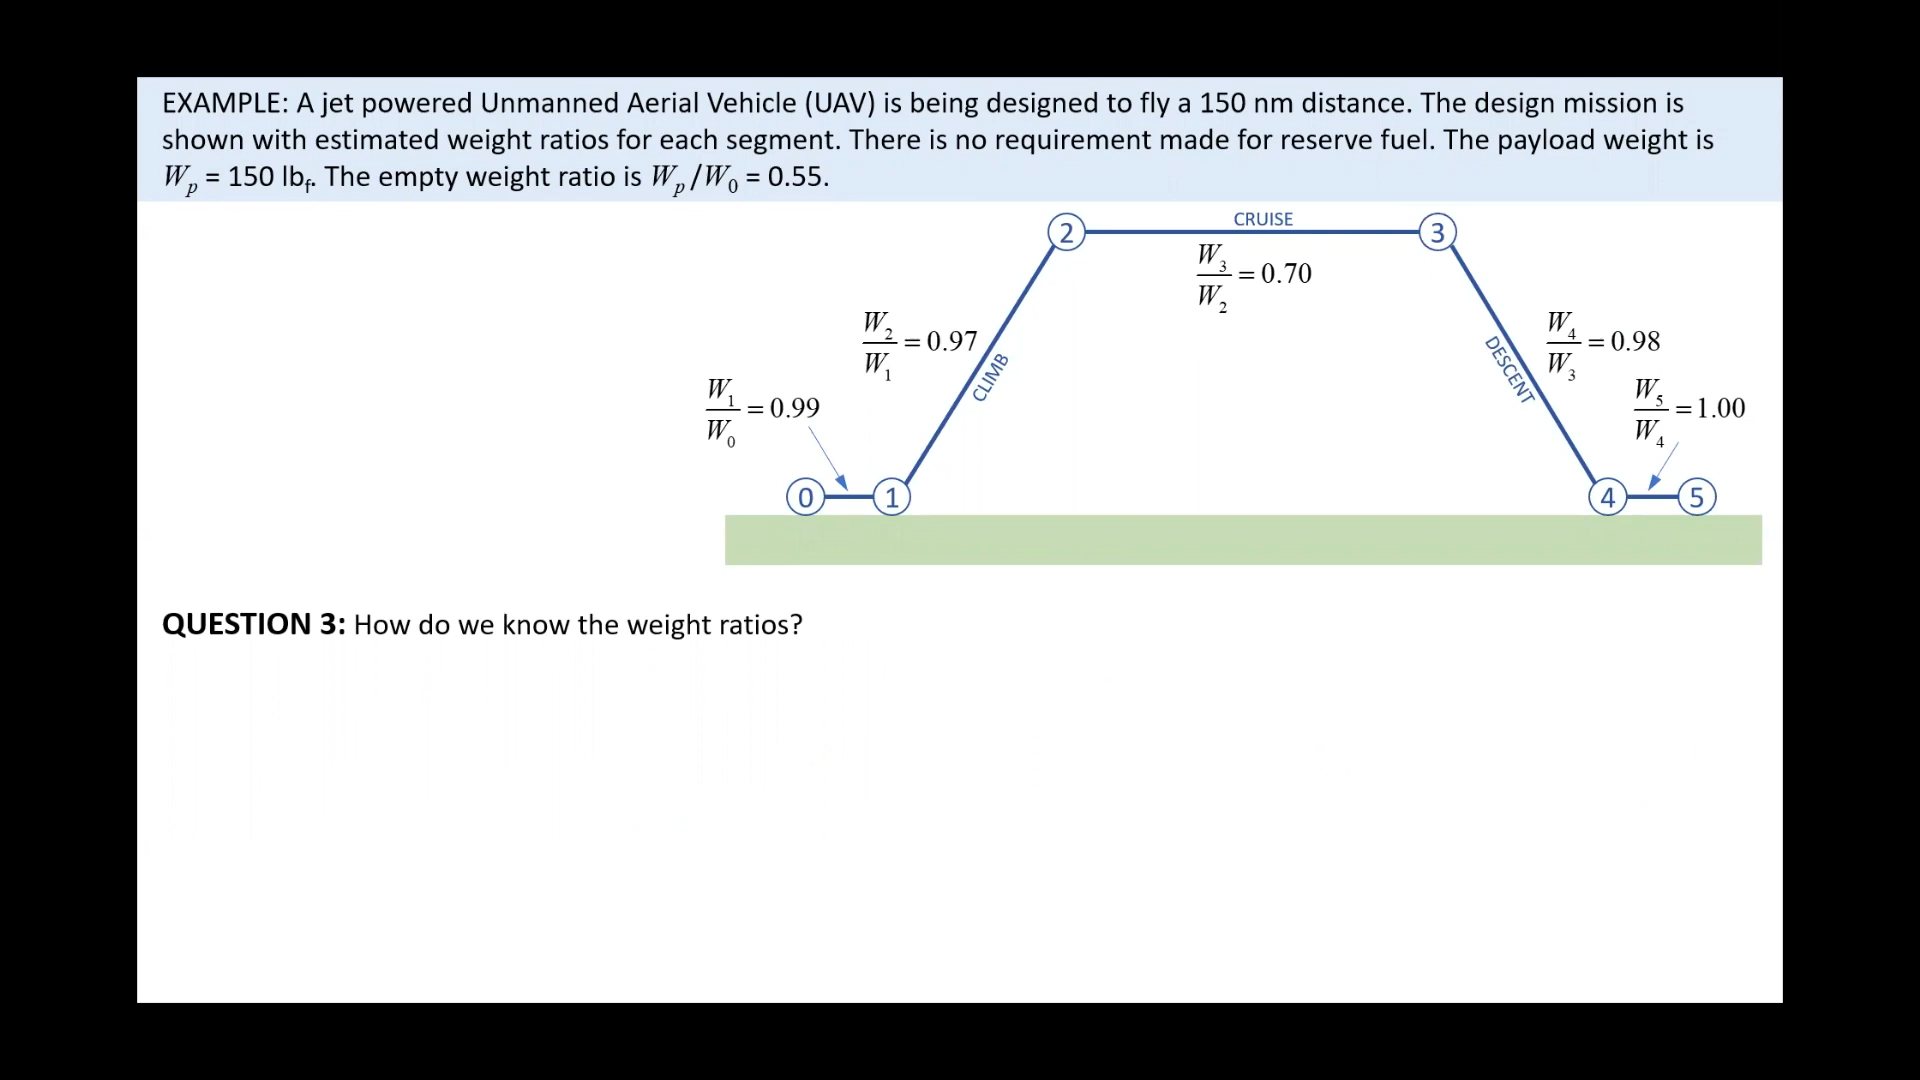 EXAMPLE: A jet powered Unmanned Aerial Vehicle (UAV) is being designed to fly a 150 nm distance. The design mission is
shown with estimated weight ratios for each segment. There is no requirement made for reserve fuel. The payload weight is
W_p = 150 lb_f. The empty weight ratio is W_p/W_0 = 0.55.
CRUISE
2
3
W_3/W_2 = 0.70
W_2/W_1 = 0.97
CLIMB
DESCENT
W_4/W_3 = 0.98
W_1/W_0 = 0.99
W_5/W_4 = 1.00
0
1
4
5
QUESTION 3: How do we know the weight ratios?